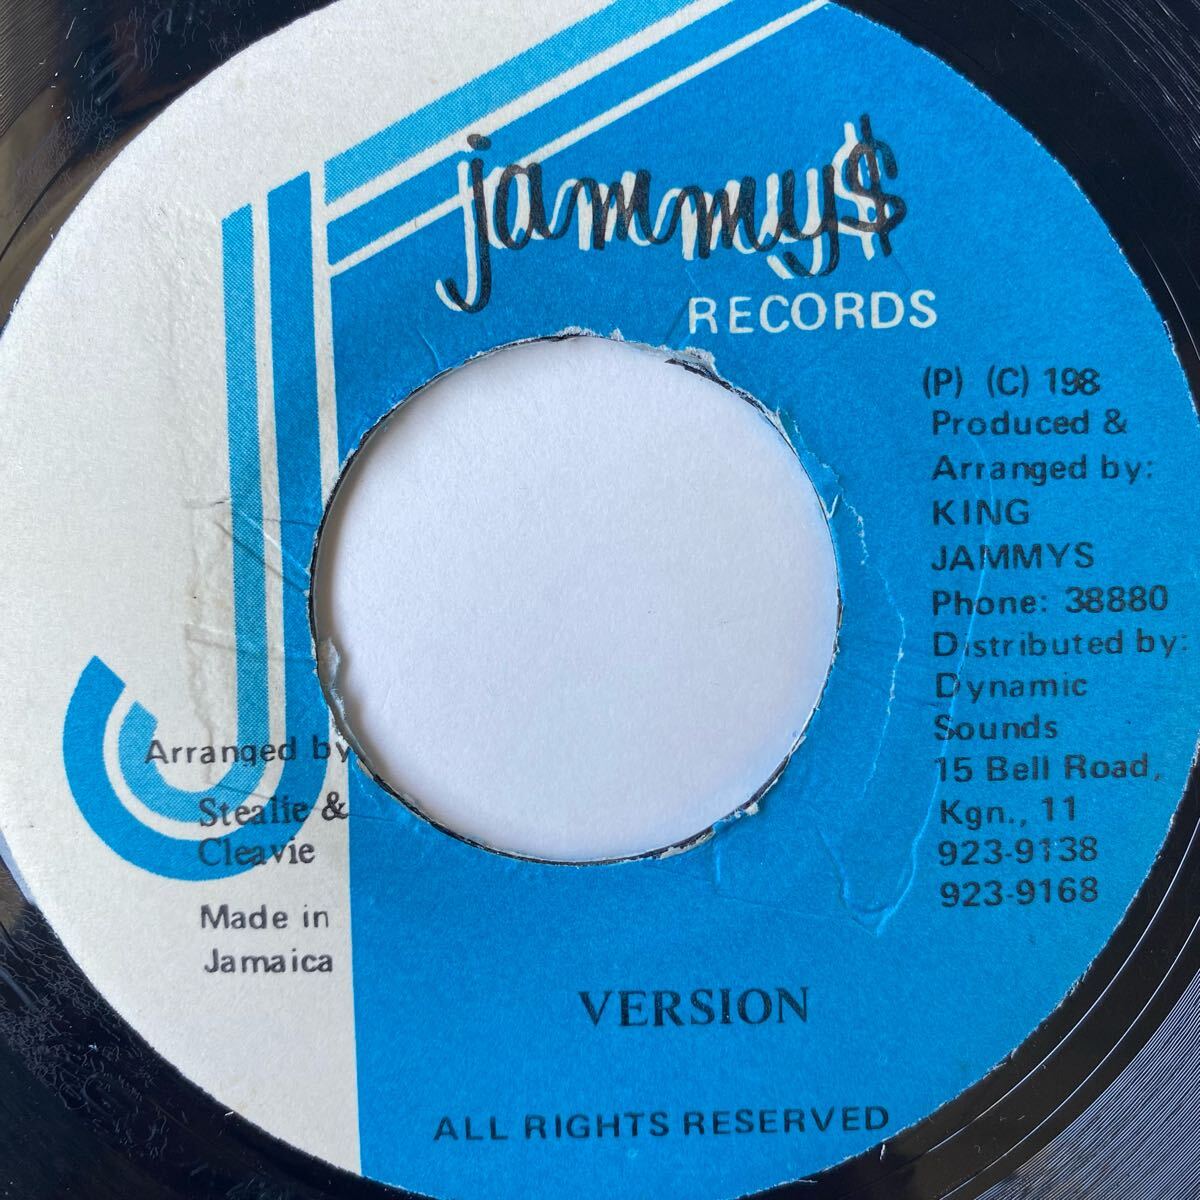 jammy$
RECORDS
(P) (C) 198
Produced &
Arranged by:
KING
JAMMYS
Phone: 38880
Distributed by:
Dynamic
Sounds
15 Bell Road,
Kgn., 11
923-9138
923-9168
Arranged by
Stealie &
Cleavie
Made in
Jamaica
VERSION
ALL RIGHTS RESERVED